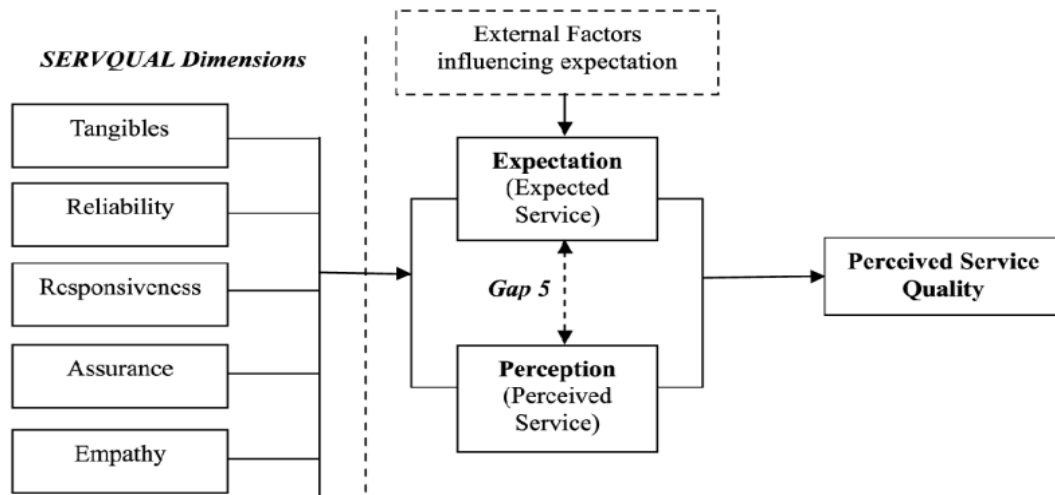 SERVQUAL Dimensions
Tangibles
Reliability
Responsiveness
Assurance
Empathy
External Factors
influencing expectation
Expectation
(Expected
Service)
Gap 5
Perception
(Perceived
Service)
Perceived Service
Quality